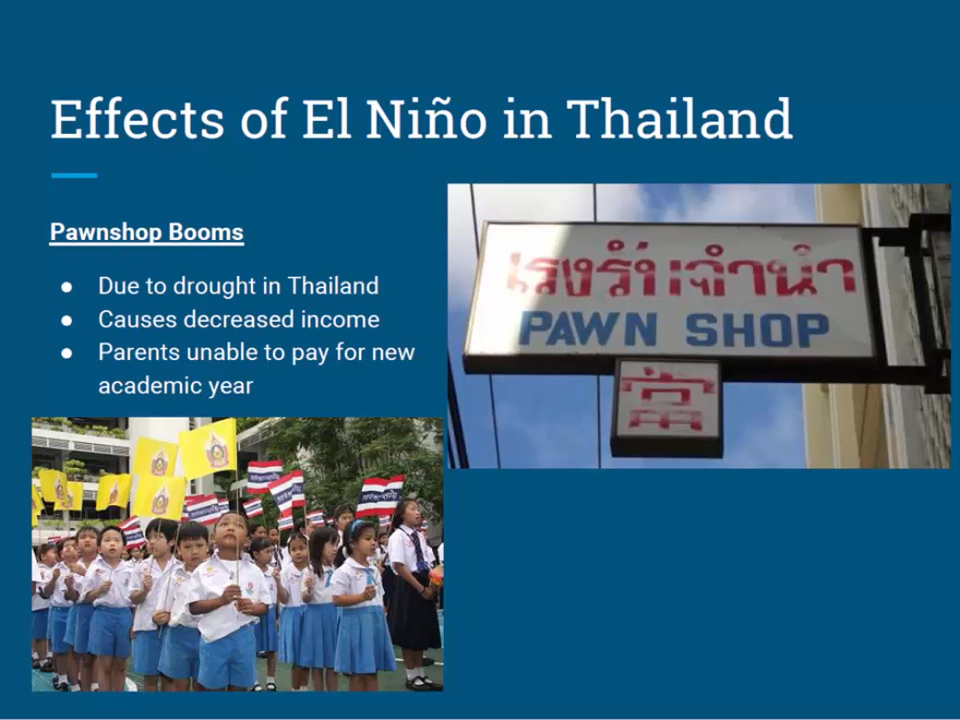 Effects of El Niño in Thailand
Pawnshop Booms
● Due to drought in Thailand
● Causes decreased income
● Parents unable to pay for new
academic year
โรงรับจำนำ
PAWN SHOP
當